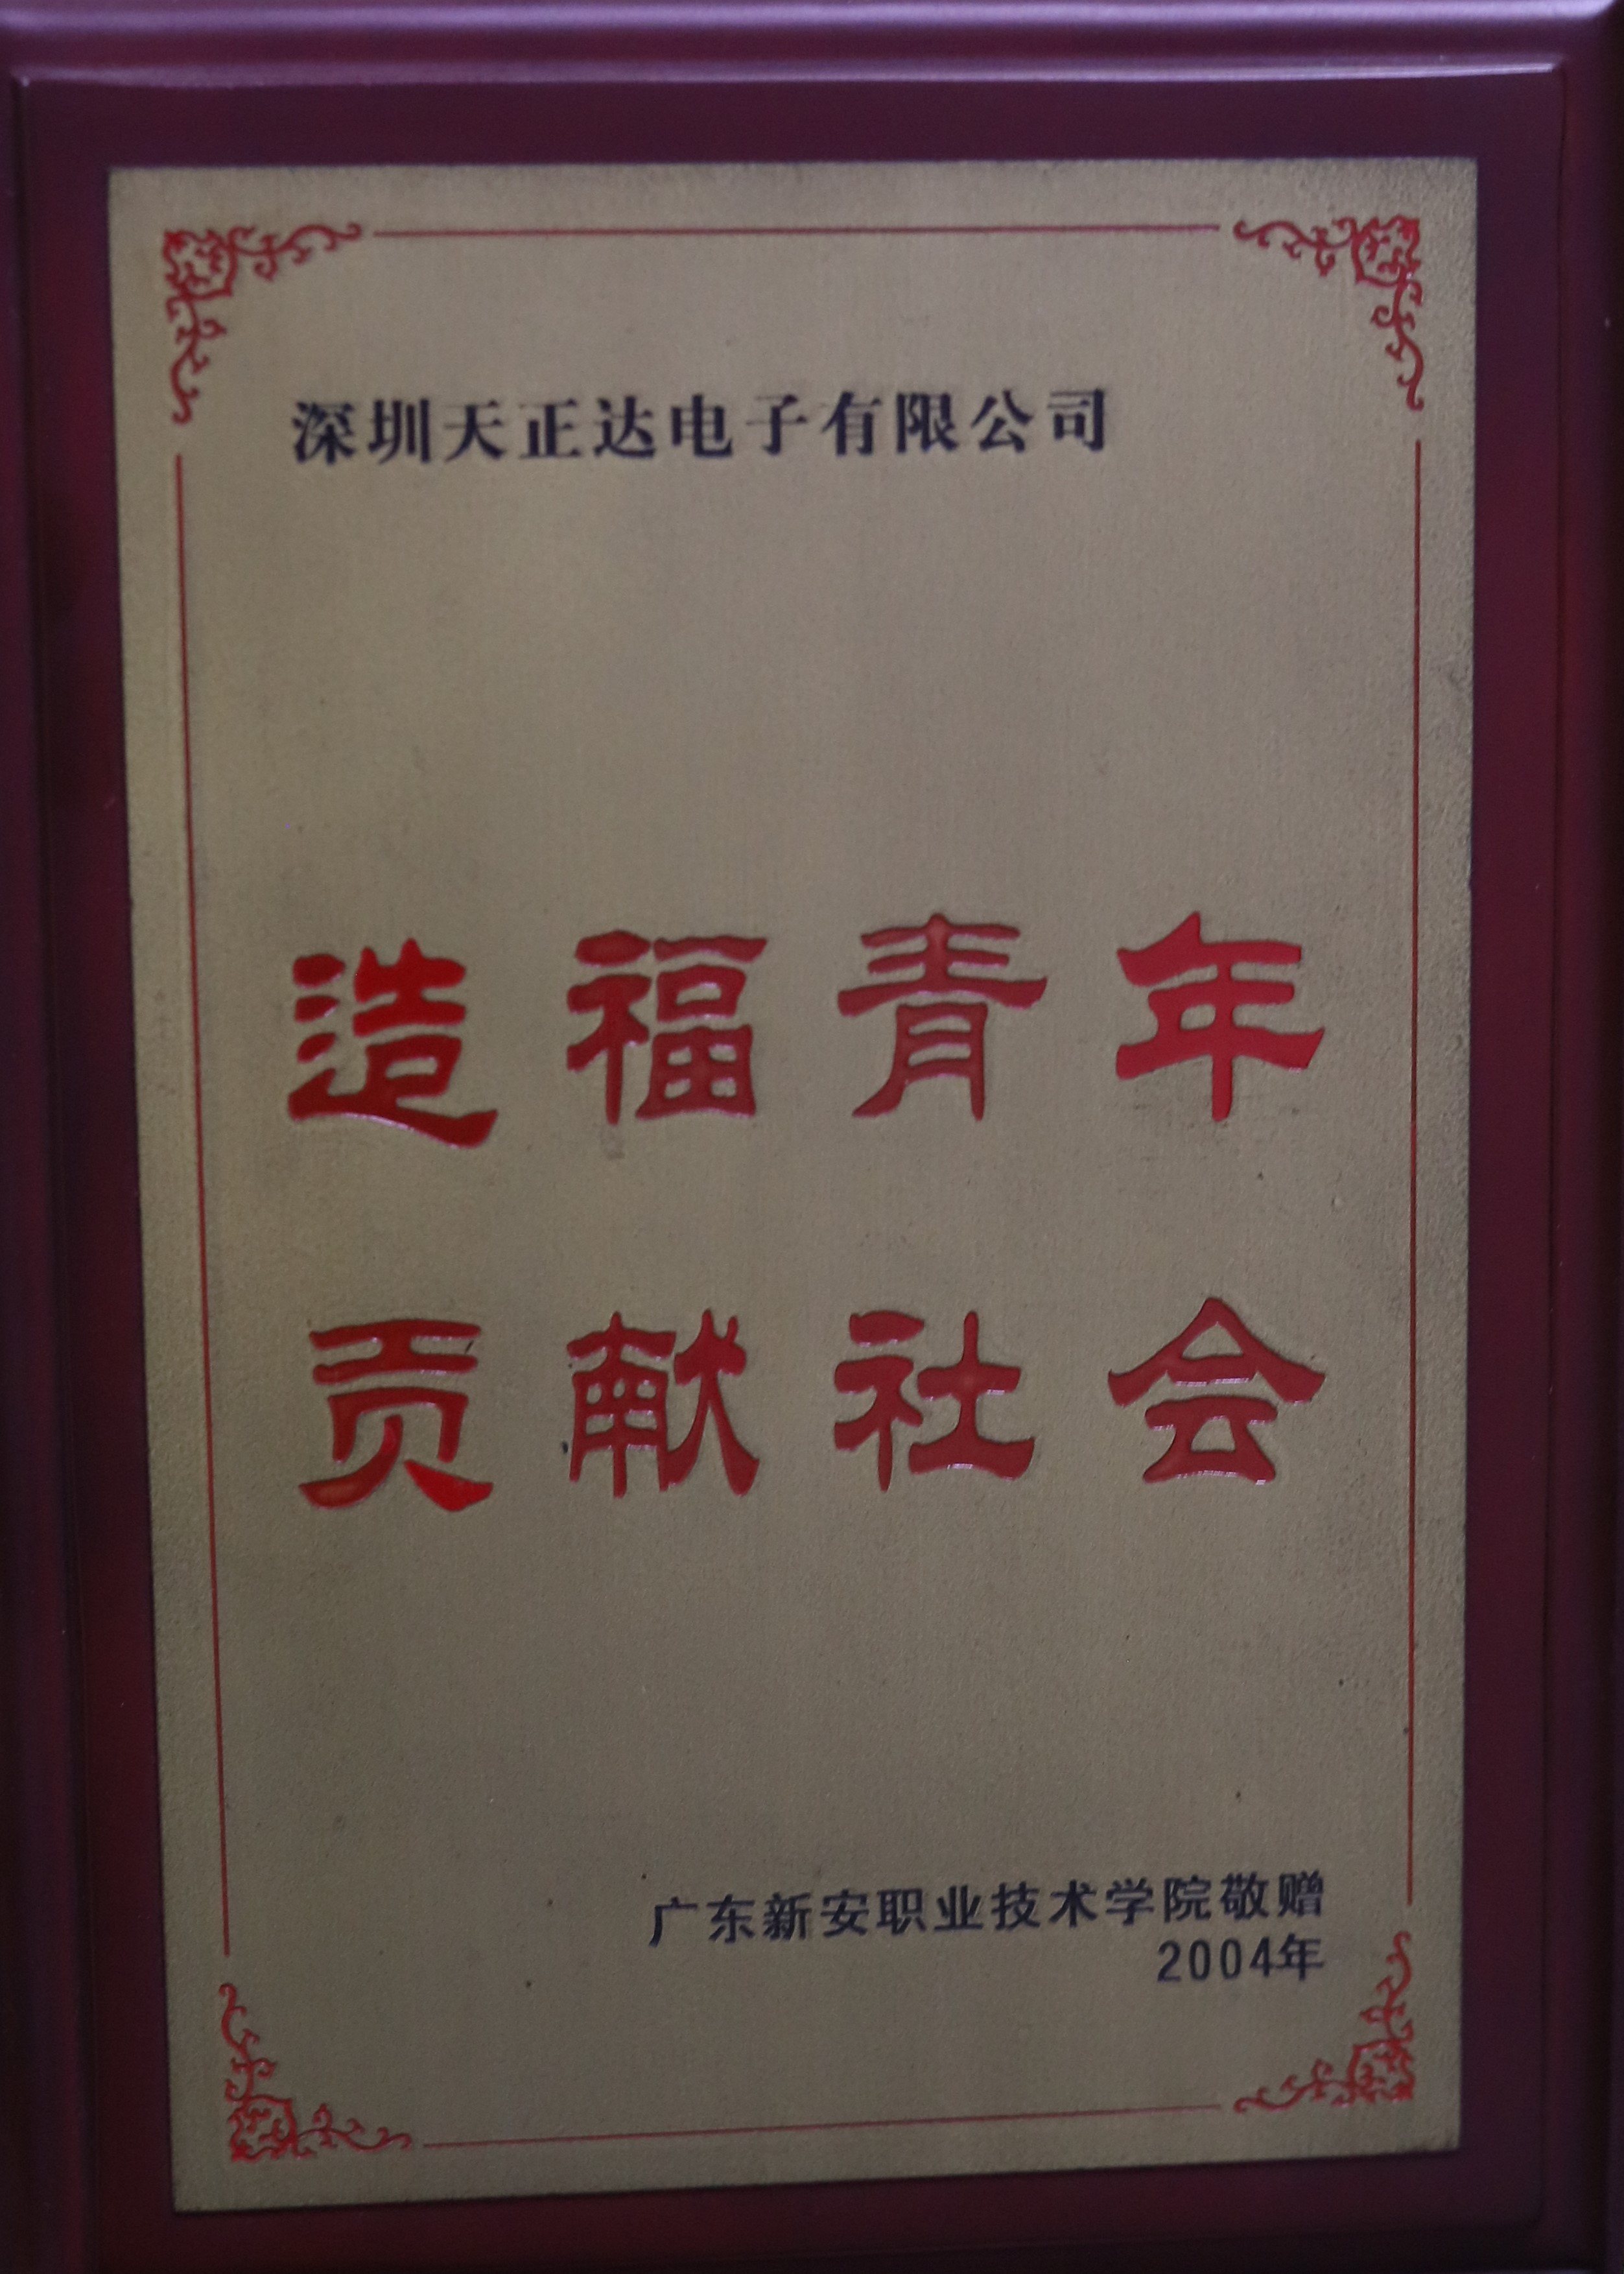 深圳天正达电子有限公司
造福青年
贡献社会
广东新安职业技术学院敬赠
2004年